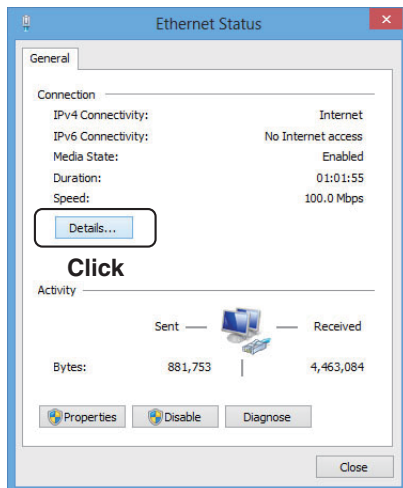 Ethernet Status
General
Connection
IPv4 Connectivity: Internet
IPv6 Connectivity: No Internet access
Media State: Enabled
Duration: 01:01:55
Speed: 100.0 Mbps
Details...
Click
Activity
Sent Received
Bytes: 881,753 4,463,084
Properties Disable Diagnose
Close